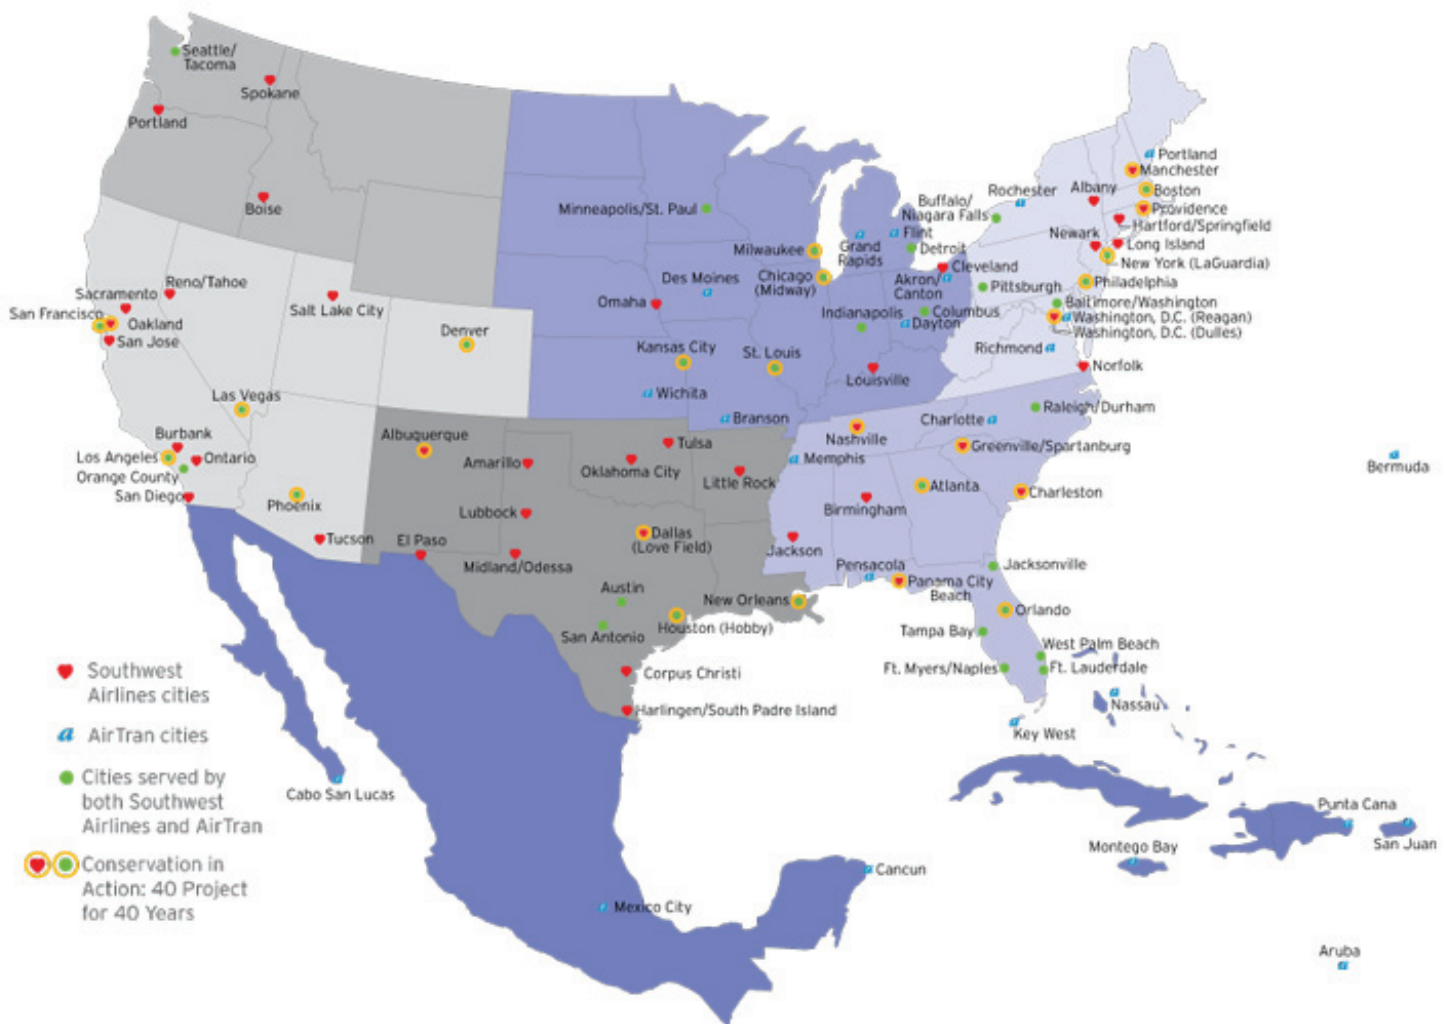 Seattle/
Tacoma
Spokane
Portland
Boise
Reno/Tahoe
Sacramento
San Francisco
Oakland
San Jose
Salt Lake City
Denver
Las Vegas
Burbank
Los Angeles
Ontario
Orange County
San Diego
Phoenix
Tucson
Albuquerque
Amarillo
Lubbock
El Paso
Midland/Odessa
Tulsa
Oklahoma City
Little Rock
Dallas
(Love Field)
Austin
San Antonio
New Orleans
Houston (Hobby)
Corpus Christi
Harlingen/South Padre Island
Minneapolis/St. Paul
Milwaukee
Chicago
(Midway)
Des Moines
Omaha
Kansas City
St. Louis
Wichita
Branson
Grand
Rapids
Flint
Detroit
Cleveland
Akron/
Canton
Indianapolis
Columbus
Dayton
Louisville
Buffalo/
Niagara Falls
Rochester
Albany
Portland
Manchester
Boston
Providence
Hartford/Springfield
Newark
Long Island
New York (LaGuardia)
Philadelphia
Pittsburgh
Baltimore/Washington
Washington, D.C. (Reagan)
Washington, D.C. (Dulles)
Richmond
Norfolk
Raleigh/Durham
Charlotte
Nashville
Greenville/Spartanburg
Memphis
Atlanta
Charleston
Birmingham
Jackson
Pensacola
Panama City
Beach
Jacksonville
Orlando
Tampa Bay
West Palm Beach
Ft. Myers/Naples
Ft. Lauderdale
Nassau
Key West
Bermuda
Punta Cana
San Juan
Montego Bay
Aruba
Cancun
Mexico City
Cabo San Lucas
Southwest
Airlines cities
a AirTran cities
Cities served by
both Southwest
Airlines and AirTran
Conservation in
Action: 40 Project
for 40 Years